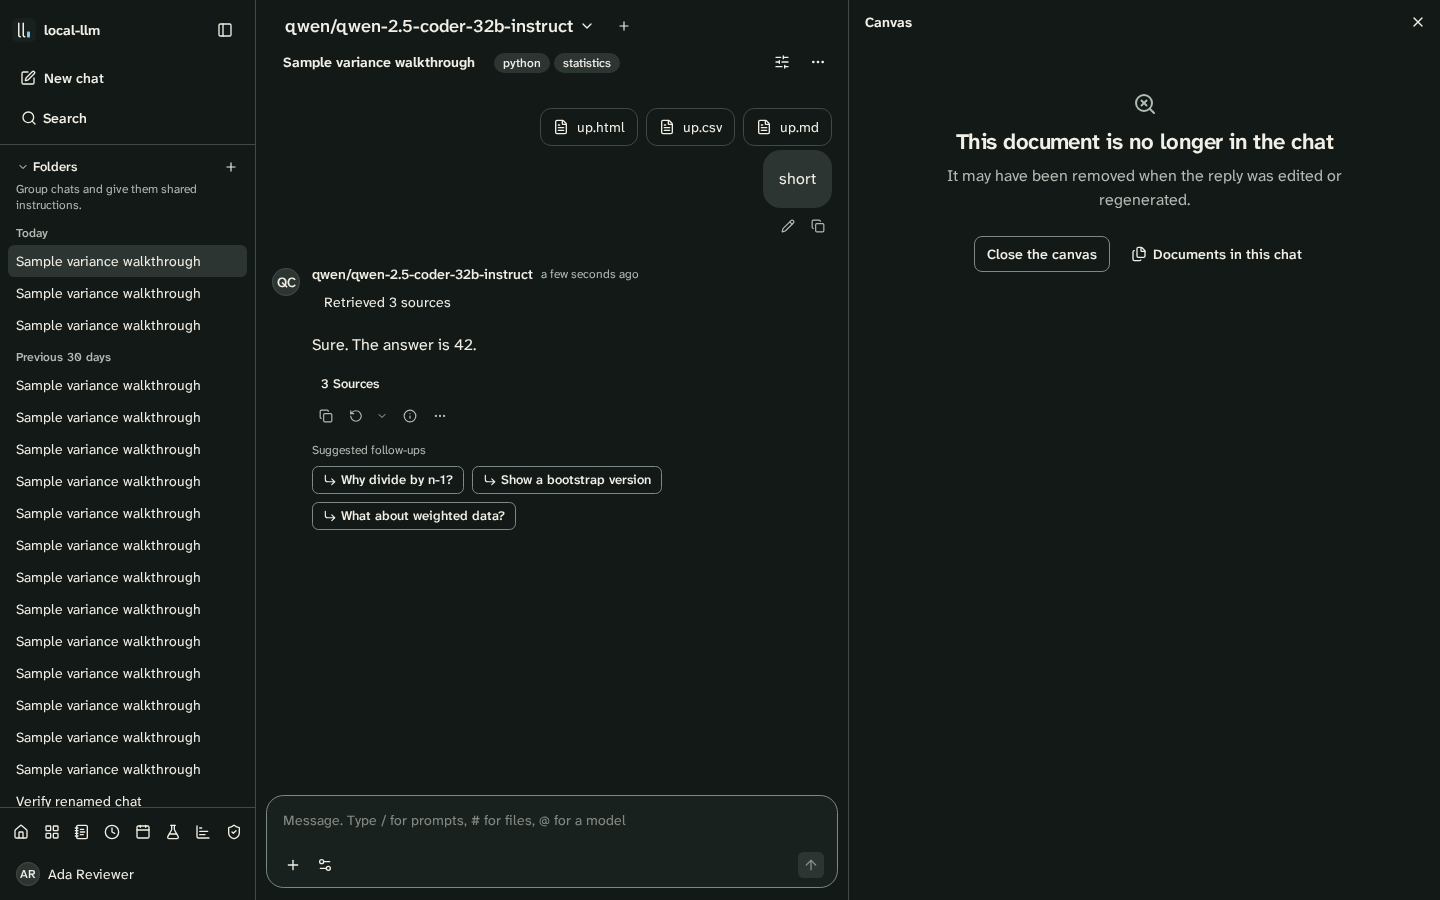 local-llm
New chat
Search
Folders
Group chats and give them shared
instructions.
Today
Sample variance walkthrough
Sample variance walkthrough
Sample variance walkthrough
Previous 30 days
Sample variance walkthrough
Sample variance walkthrough
Sample variance walkthrough
Sample variance walkthrough
Sample variance walkthrough
Sample variance walkthrough
Sample variance walkthrough
Sample variance walkthrough
Sample variance walkthrough
Sample variance walkthrough
Sample variance walkthrough
Sample variance walkthrough
Sample variance walkthrough
Verify renamed chat
AR Ada Reviewer
qwen/qwen-2.5-coder-32b-instruct
Sample variance walkthrough python statistics
up.html up.csv up.md
short
QC qwen/qwen-2.5-coder-32b-instruct a few seconds ago
Retrieved 3 sources
Sure. The answer is 42.
3 Sources
Suggested follow-ups
Why divide by n-1? Show a bootstrap version
What about weighted data?
Message. Type / for prompts, # for files, @ for a model
Canvas
This document is no longer in the chat
It may have been removed when the reply was edited or
regenerated.
Close the canvas Documents in this chat